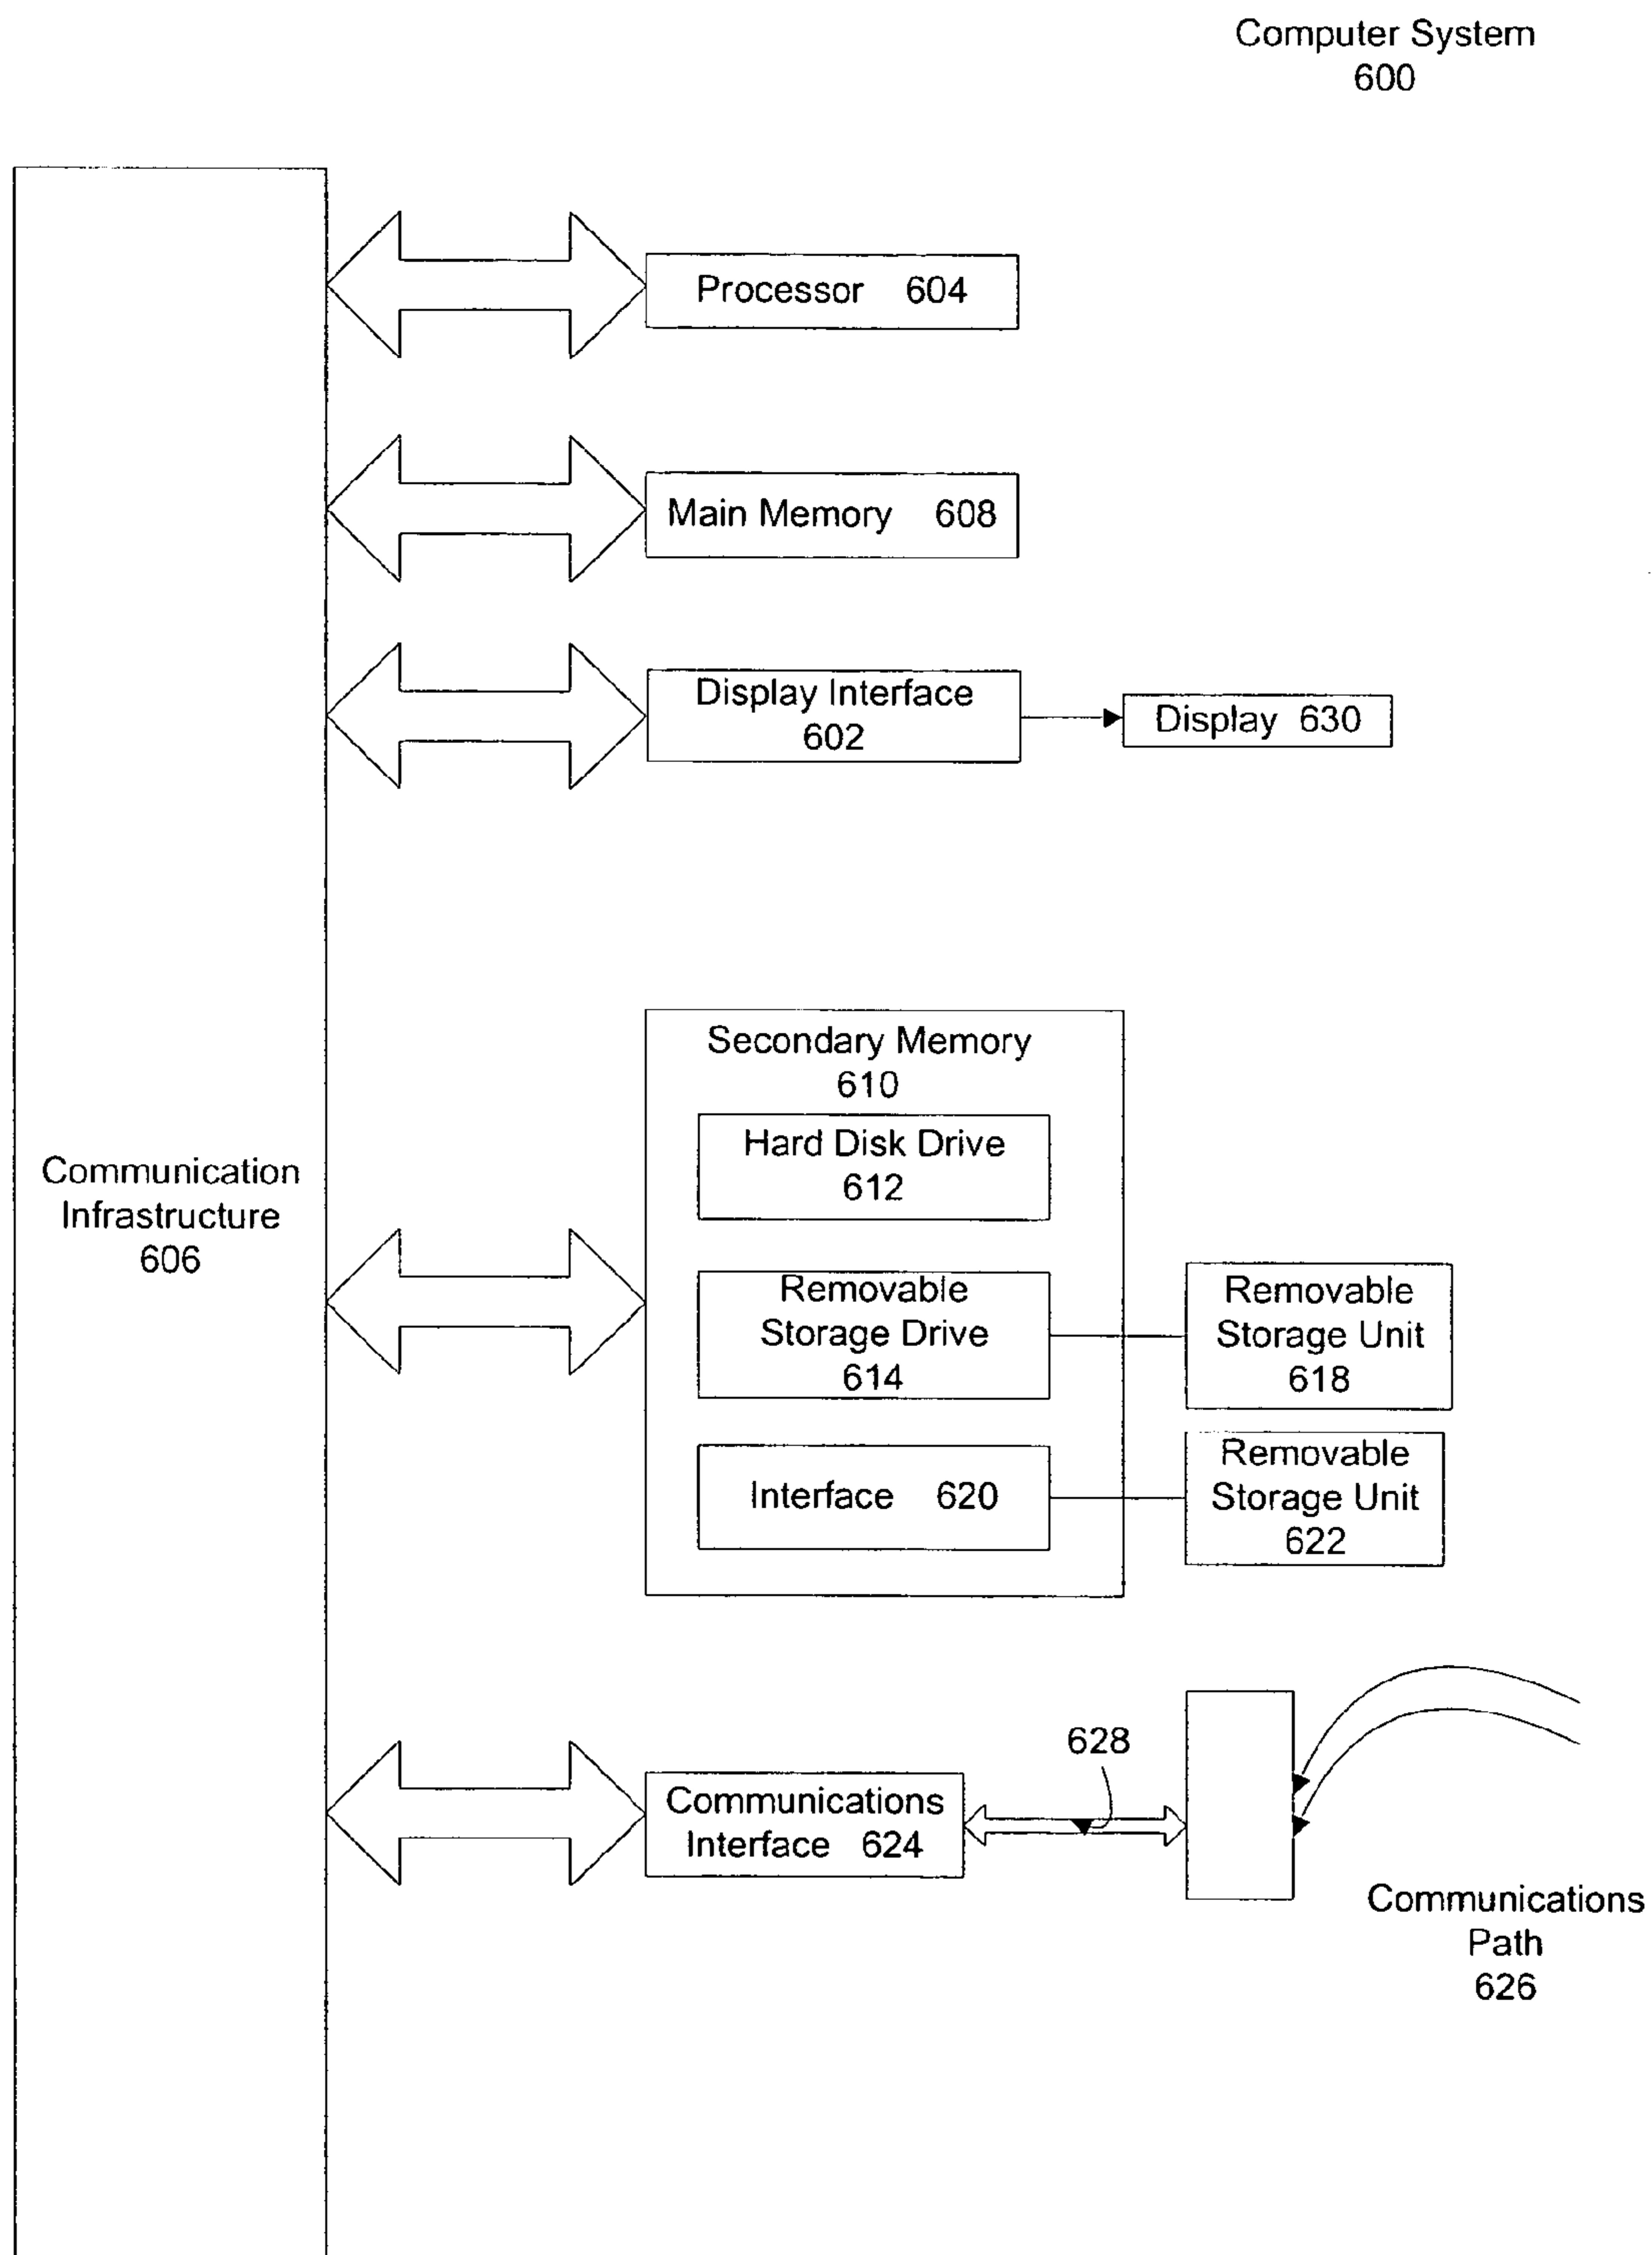 Computer System
600
Processor 604
Main Memory 608
Display Interface
602
Display 630
Secondary Memory
610
Hard Disk Drive
612
Communication
Infrastructure
606
Removable
Storage Drive
614
Removable
Storage Unit
618
Interface 620
Removable
Storage Unit
622
628
Communications
Interface 624
Communications
Path
626